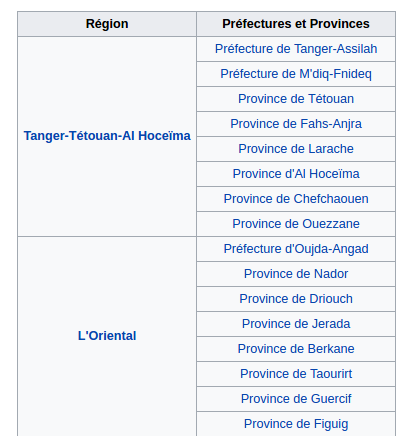 Région Préfectures et Provinces
Préfecture de Tanger-Assilah
Préfecture de M'diq-Fnideq
Province de Tétouan
Province de Fahs-Anjra
Tanger-Tétouan-Al Hoceïma
Province de Larache
Province d'Al Hoceïma
Province de Chefchaouen
Province de Ouezzane
Préfecture d'Oujda-Angad
Province de Nador
Province de Driouch
Province de Jerada
L'Oriental
Province de Berkane
Province de Taourirt
Province de Guercif
Province de Figuig